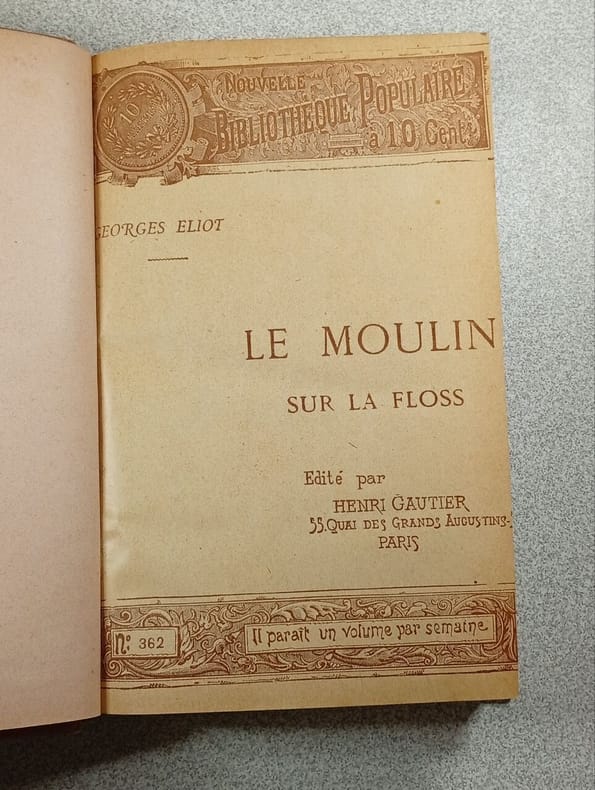 NOUVELLE
BIBLIOTHÈQUE POPULAIRE
à 10 Cent.
10
GEORGES ELIOT
LE MOULIN
SUR LA FLOSS
Edité par
HENRI GAUTIER
55. QUAI DES GRANDS AUGUSTINS-
PARIS
N°: 362
Il paraît un volume par semaine